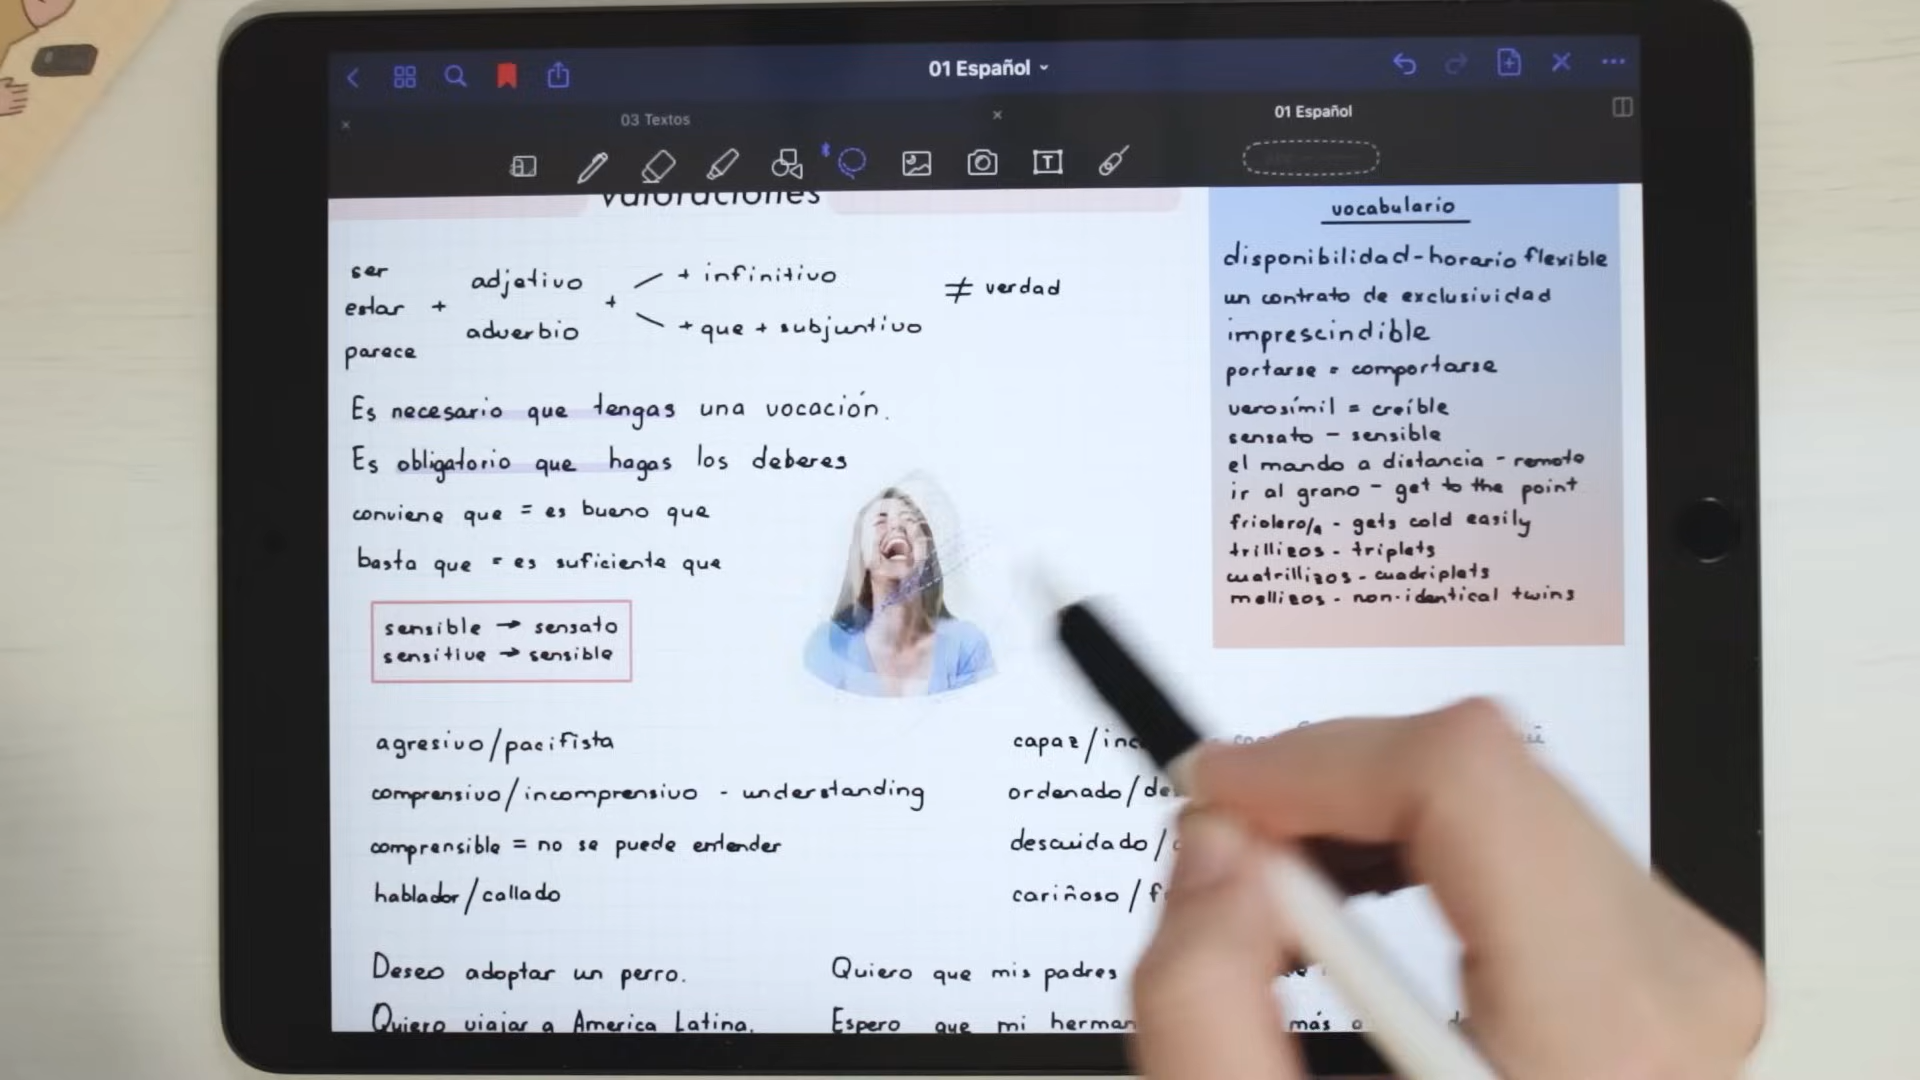 01 Español
03 Textos
01 Español
T
valoraciones
ser
estar +
parece
adjetivo
adverbio
+
+ infinitivo
+ que + subjuntivo
≠ verdad
Es necesario que tengas una vocación.
Es obligatorio que hagas los deberes
conviene que = es bueno que
basta que = es suficiente que
sensible → sensato
sensitive → sensible
agresivo/pacifista
comprensivo/incomprensivo - understanding
comprensible = no se puede entender
hablador/callado
capaz/
ordenado/
descuidado/
cariñoso/
Deseo adoptar un perro.
Quiero viajar a America Latina.
Quiero que mis padres
Espero que mi
más
vocabulario
disponibilidad - horario flexible
un contrato de exclusividad
imprescindible
portarse = comportarse
verosímil = creíble
sensato - sensible
el mando a distancia - remote
ir al grano - get to the point
friolero/a - gets cold easily
trillizos - triplets
cuatrillizos - cuadriplets
mellizos - non-identical twins